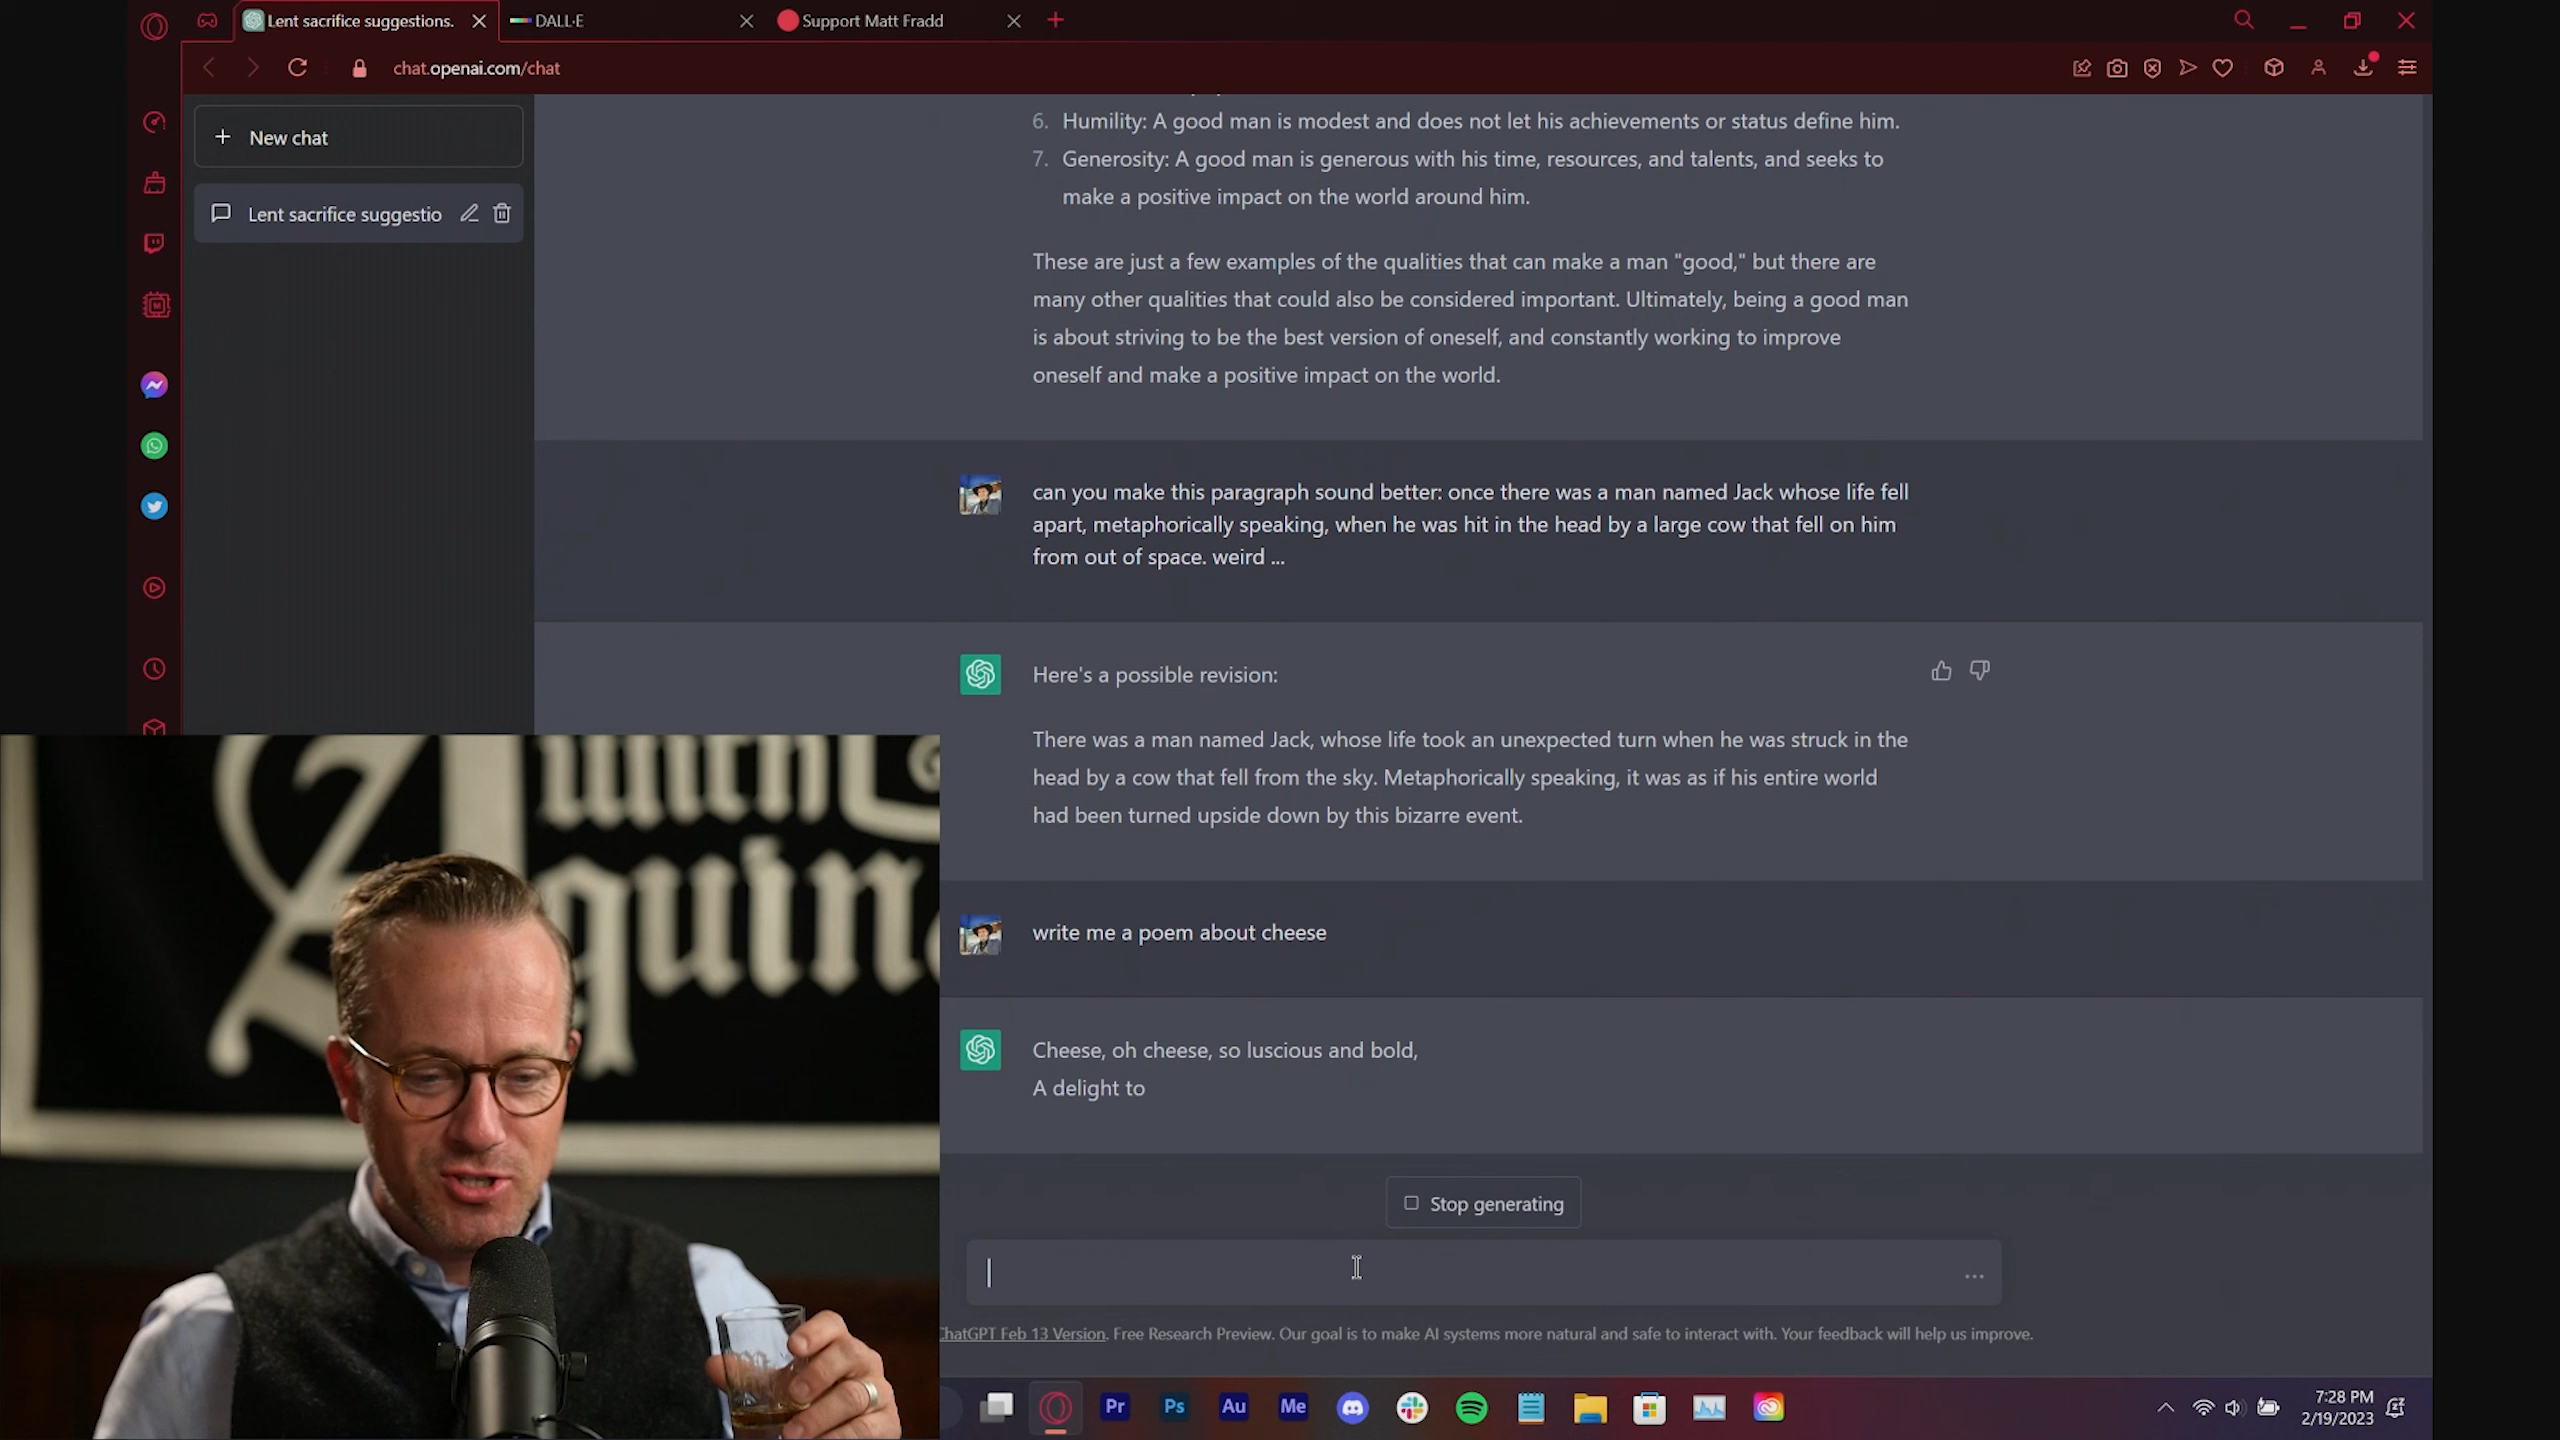 Lent sacrifice suggestions.
DALL·E
Support Matt Fradd
chat.openai.com/chat
New chat
Lent sacrifice suggestio
6. Humility: A good man is modest and does not let his achievements or status define him.
7. Generosity: A good man is generous with his time, resources, and talents, and seeks to
make a positive impact on the world around him.
These are just a few examples of the qualities that can make a man "good," but there are
many other qualities that could also be considered important. Ultimately, being a good man
is about striving to be the best version of oneself, and constantly working to improve
oneself and make a positive impact on the world.
can you make this paragraph sound better: once there was a man named Jack whose life fell
apart, metaphorically speaking, when he was hit in the head by a large cow that fell on him
from out of space. weird ...
Here's a possible revision:
There was a man named Jack, whose life took an unexpected turn when he was struck in the
head by a cow that fell from the sky. Metaphorically speaking, it was as if his entire world
had been turned upside down by this bizarre event.
write me a poem about cheese
Cheese, oh cheese, so luscious and bold,
A delight to
Stop generating
ChatGPT Feb 13 Version. Free Research Preview. Our goal is to make AI systems more natural and safe to interact with. Your feedback will help us improve.
Pr
Ps
Au
Me
7:28 PM
2/19/2023